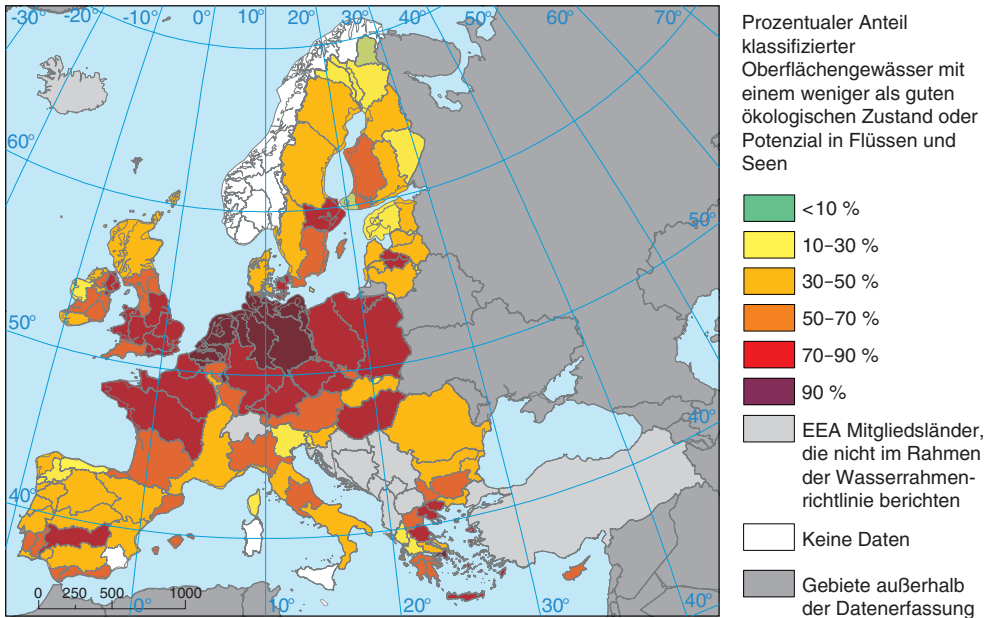 -30° -20° -10° 0° 10° 20° 30° 40° 50° 60° 70°
60°
50°
40°
50°
40°
0 250 500 1000
0° 10° 20° 30° 40°
Prozentualer Anteil
klassifizierter
Oberflächengewässer mit
einem weniger als guten
ökologischen Zustand oder
Potenzial in Flüssen und
Seen
<10 %
10–30 %
30–50 %
50–70 %
70–90 %
90 %
EEA Mitgliedsländer,
die nicht im Rahmen
der Wasserrahmen-
richtlinie berichten
Keine Daten
Gebiete außerhalb
der Datenerfassung